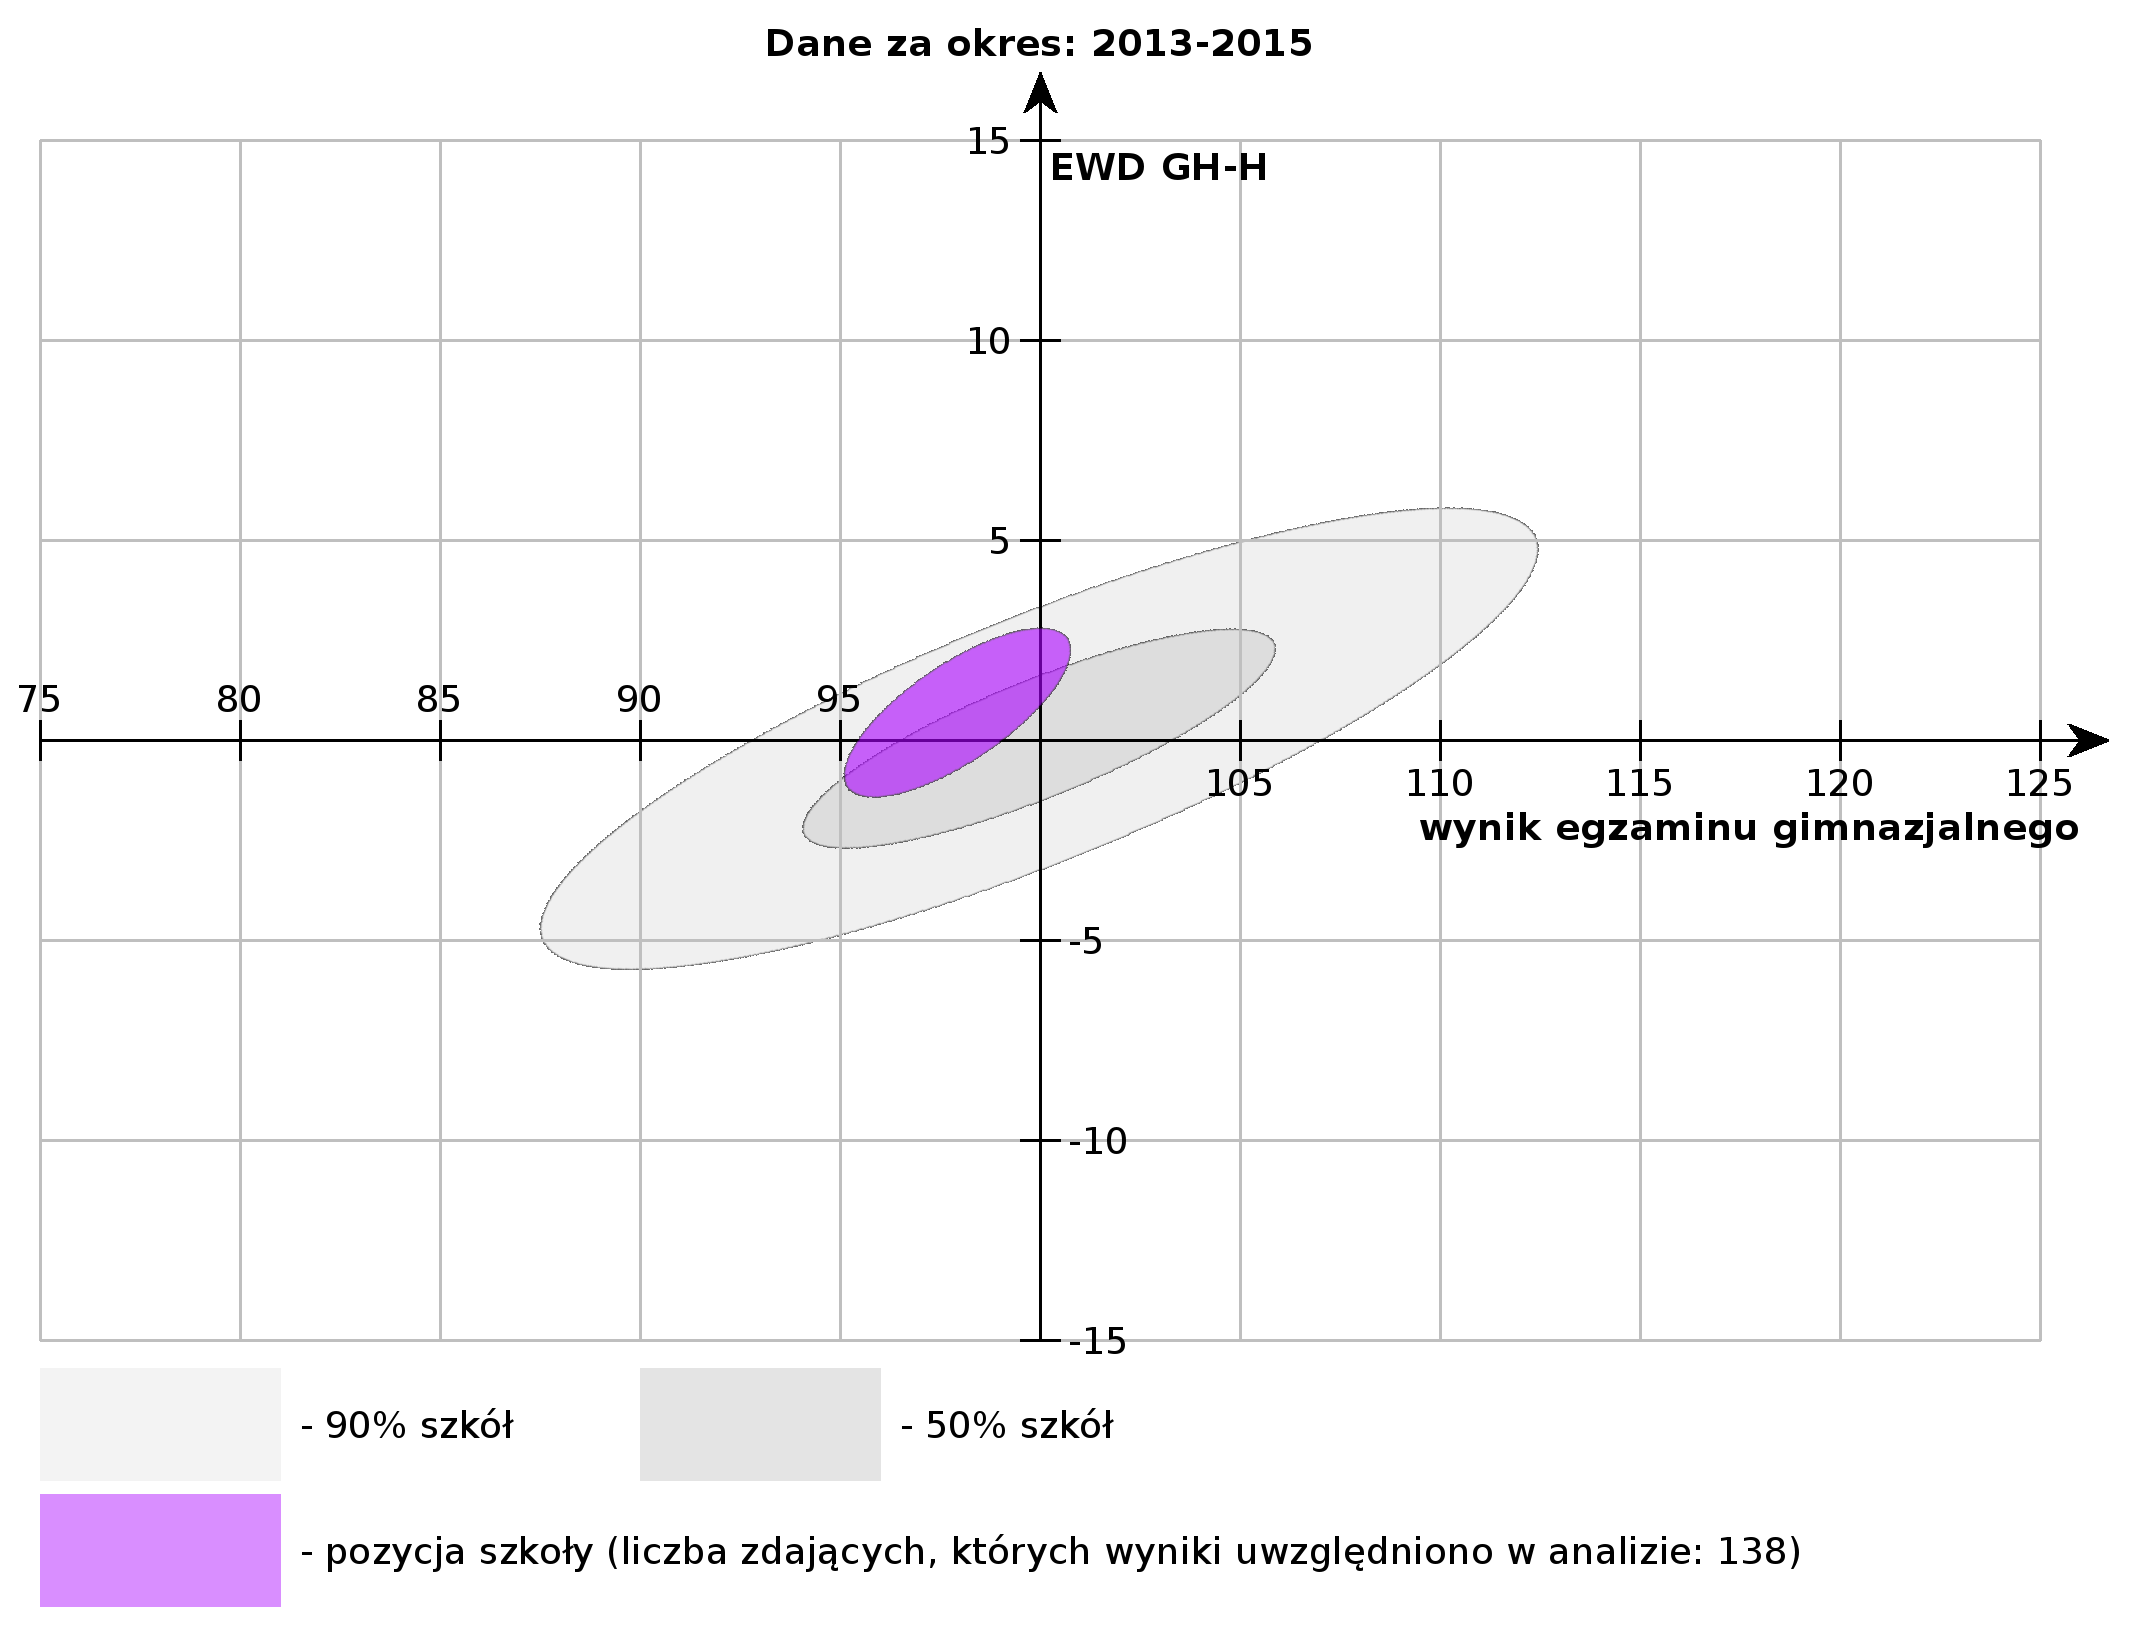 Dane za okres: 2013-2015
15
EWD GH-H
10
5
75 80 85 90 95
105 110 115 120 125
wynik egzaminu gimnazjalnego
-5
-10
-15
- 90% szkół - 50% szkół
- pozycja szkoły (liczba zdających, których wyniki uwzględniono w analizie: 138)